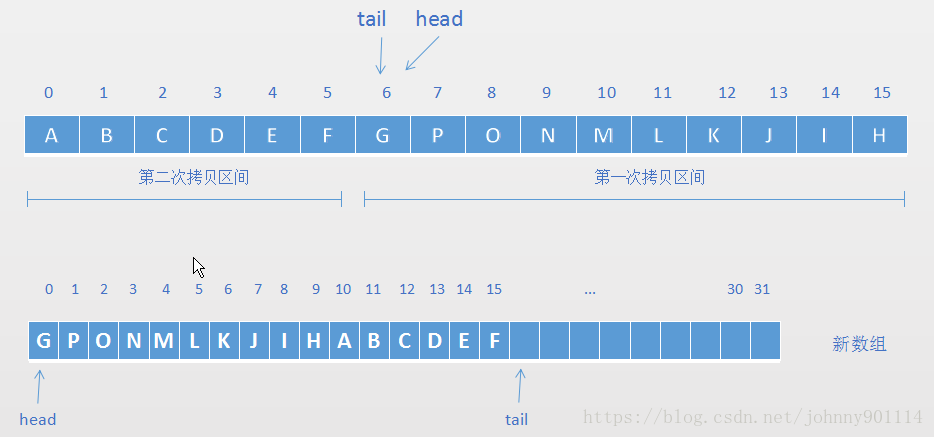 tail head
0 1 2 3 4 5 6 7 8 9 10 11 12 13 14 15
A B C D E F G P O N M L K J I H
第二次拷贝区间 第一次拷贝区间
0 1 2 3 4 5 6 7 8 9 10 11 12 13 14 15 ... 30 31
G P O N M L K J I H A B C D E F 新数组
head tail
https://blog.csdn.net/johnny901114